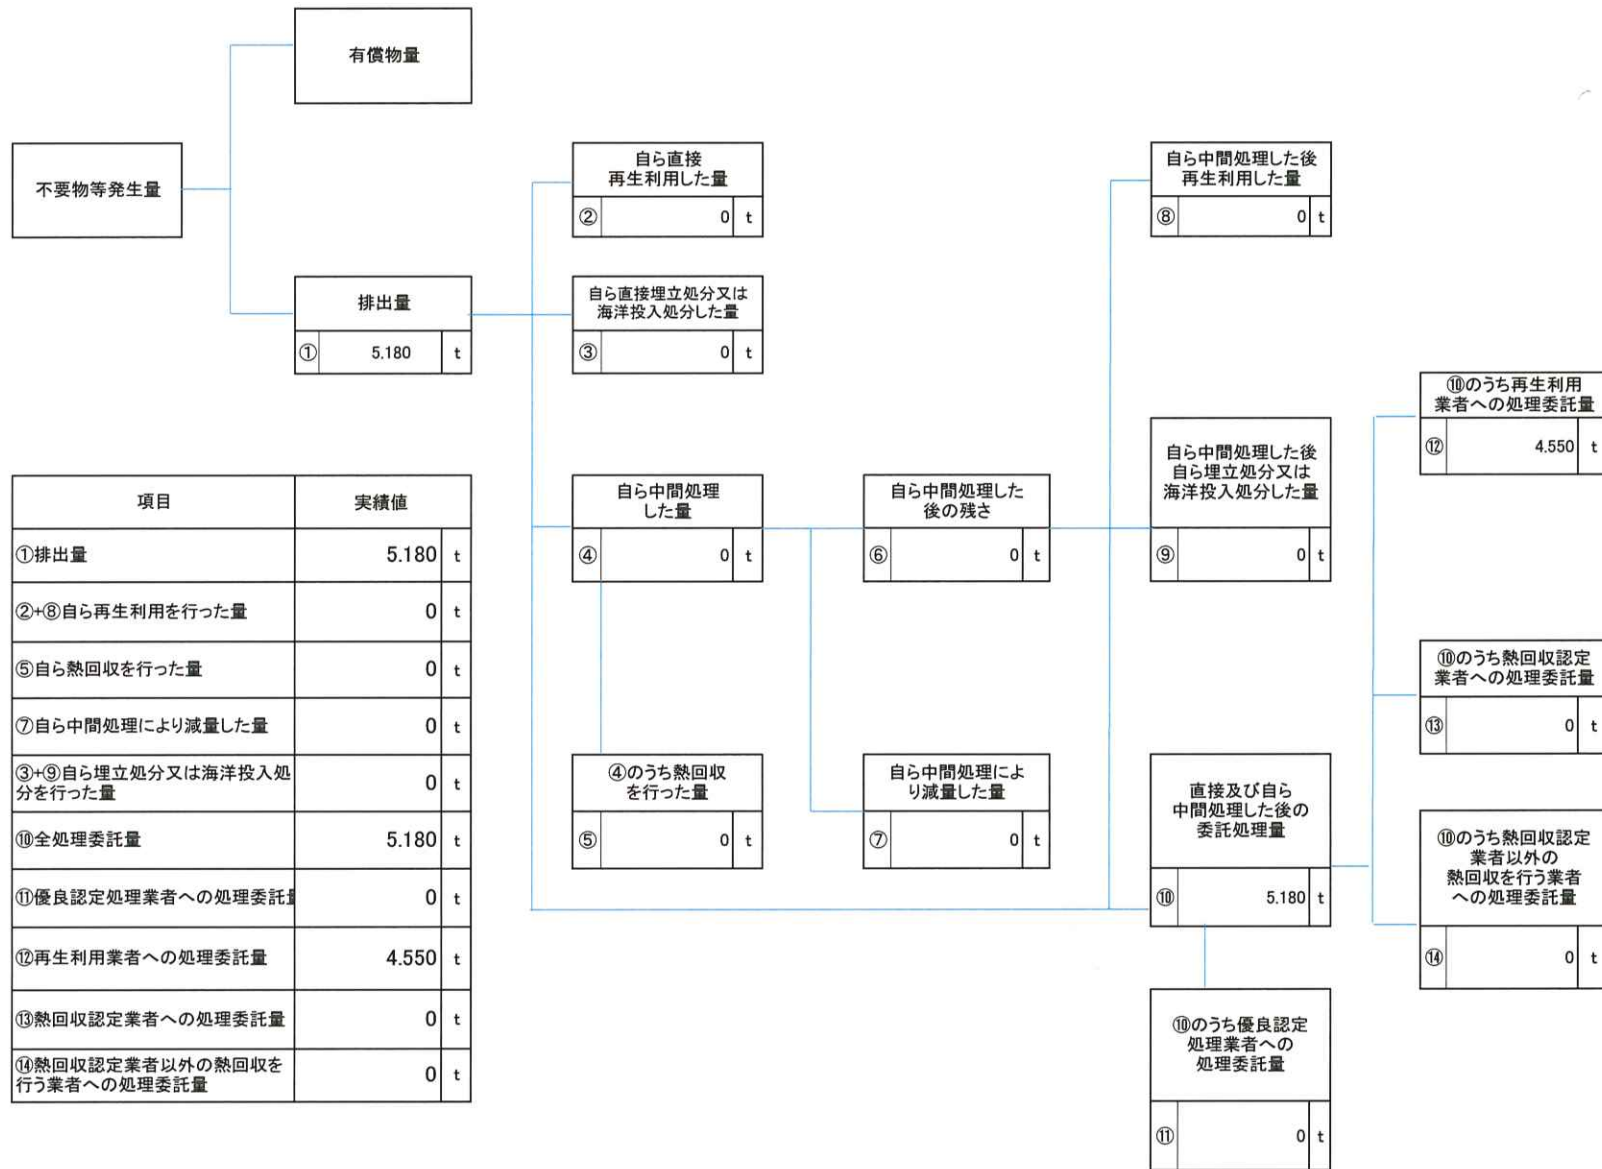 有償物量
不要物等発生量
排出量
① 5.180 t
自ら直接
再生利用した量
② 0 t
自ら直接埋立処分又は
海洋投入処分した量
③ 0 t
自ら中間処理
した量
④ 0 t
④のうち熱回収
を行った量
⑤ 0 t
自ら中間処理した
後の残さ
⑥ 0 t
自ら中間処理によ
り減量した量
⑦ 0 t
自ら中間処理した後
再生利用した量
⑧ 0 t
自ら中間処理した後
自ら埋立処分又は
海洋投入処分した量
⑨ 0 t
直接及び自ら
中間処理した後の
委託処理量
⑩ 5.180 t
⑩のうち優良認定
処理業者への
処理委託量
⑪ 0 t
⑩のうち再生利用
業者への処理委託量
⑫ 4.550 t
⑩のうち熱回収認定
業者への処理委託量
⑬ 0 t
⑩のうち熱回収認定
業者以外の
熱回収を行う業者
への処理委託量
⑭ 0 t
項目 実績値
①排出量 5.180 t
②+⑧自ら再生利用を行った量 0 t
⑤自ら熱回収を行った量 0 t
⑦自ら中間処理により減量した量 0 t
③+⑨自ら埋立処分又は海洋投入処
分を行った量 0 t
⑩全処理委託量 5.180 t
⑪優良認定処理業者への処理委託量 0 t
⑫再生利用業者への処理委託量 4.550 t
⑬熱回収認定業者への処理委託量 0 t
⑭熱回収認定業者以外の熱回収を
行う業者への処理委託量 0 t